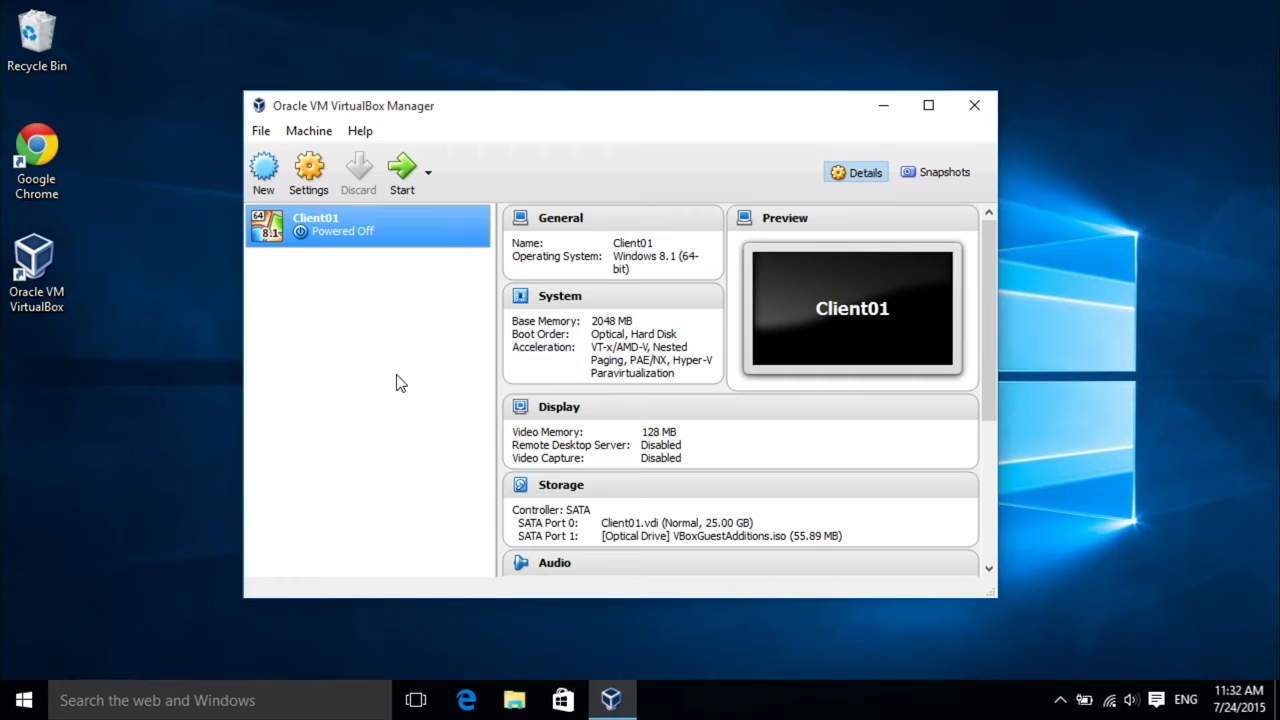 Recycle Bin
Google
Chrome
Oracle VM
VirtualBox
Oracle VM VirtualBox Manager
File Machine Help
New Settings Discard Start
Details Snapshots
64
8.1
Client01
Powered Off
General
Name: Client01
Operating System: Windows 8.1 (64-
bit)
System
Base Memory: 2048 MB
Boot Order: Optical, Hard Disk
Acceleration: VT-x/AMD-V, Nested
Paging, PAE/NX, Hyper-V
Paravirtualization
Preview
Client01
Display
Video Memory: 128 MB
Remote Desktop Server: Disabled
Video Capture: Disabled
Storage
Controller: SATA
SATA Port 0: Client01.vdi (Normal, 25.00 GB)
SATA Port 1: [Optical Drive] VBoxGuestAdditions.iso (55.89 MB)
Audio
Search the web and Windows
ENG
11:32 AM
7/24/2015